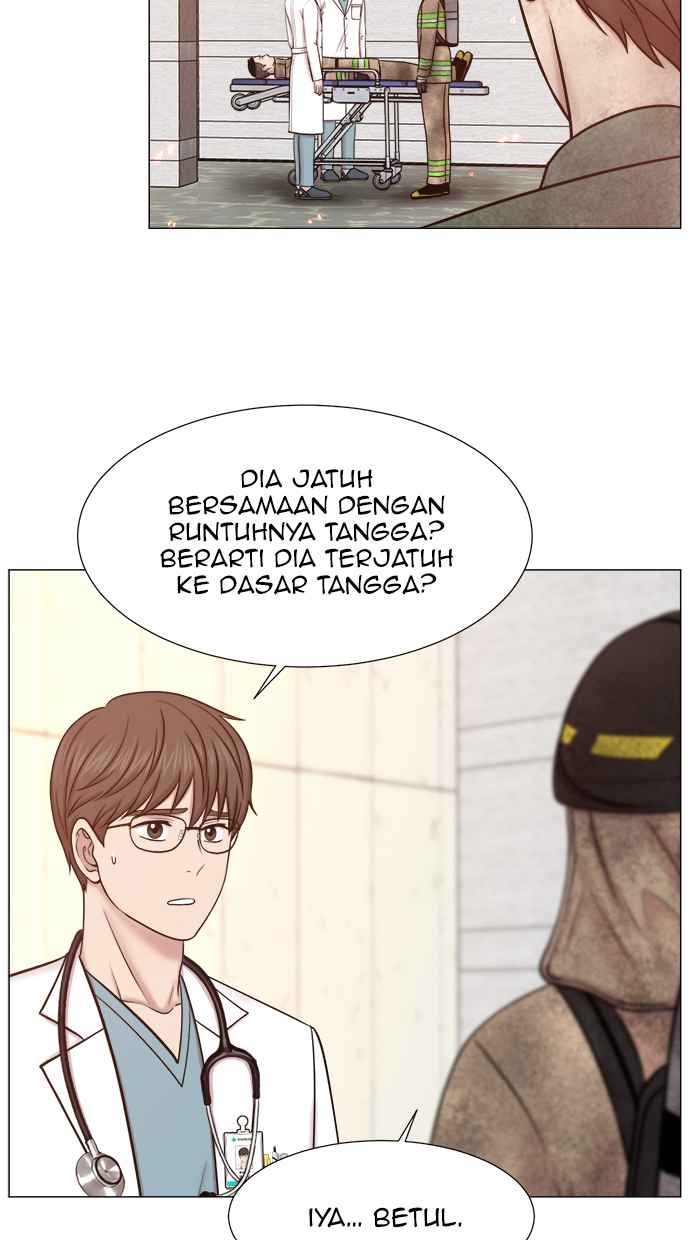 DIA JATUH
BERSAMAAN DENGAN
RUNTUHNYA TANGGA?
BERARTI DIA TERJATUH
KE DASAR TANGGA?
IYA... BETUL.